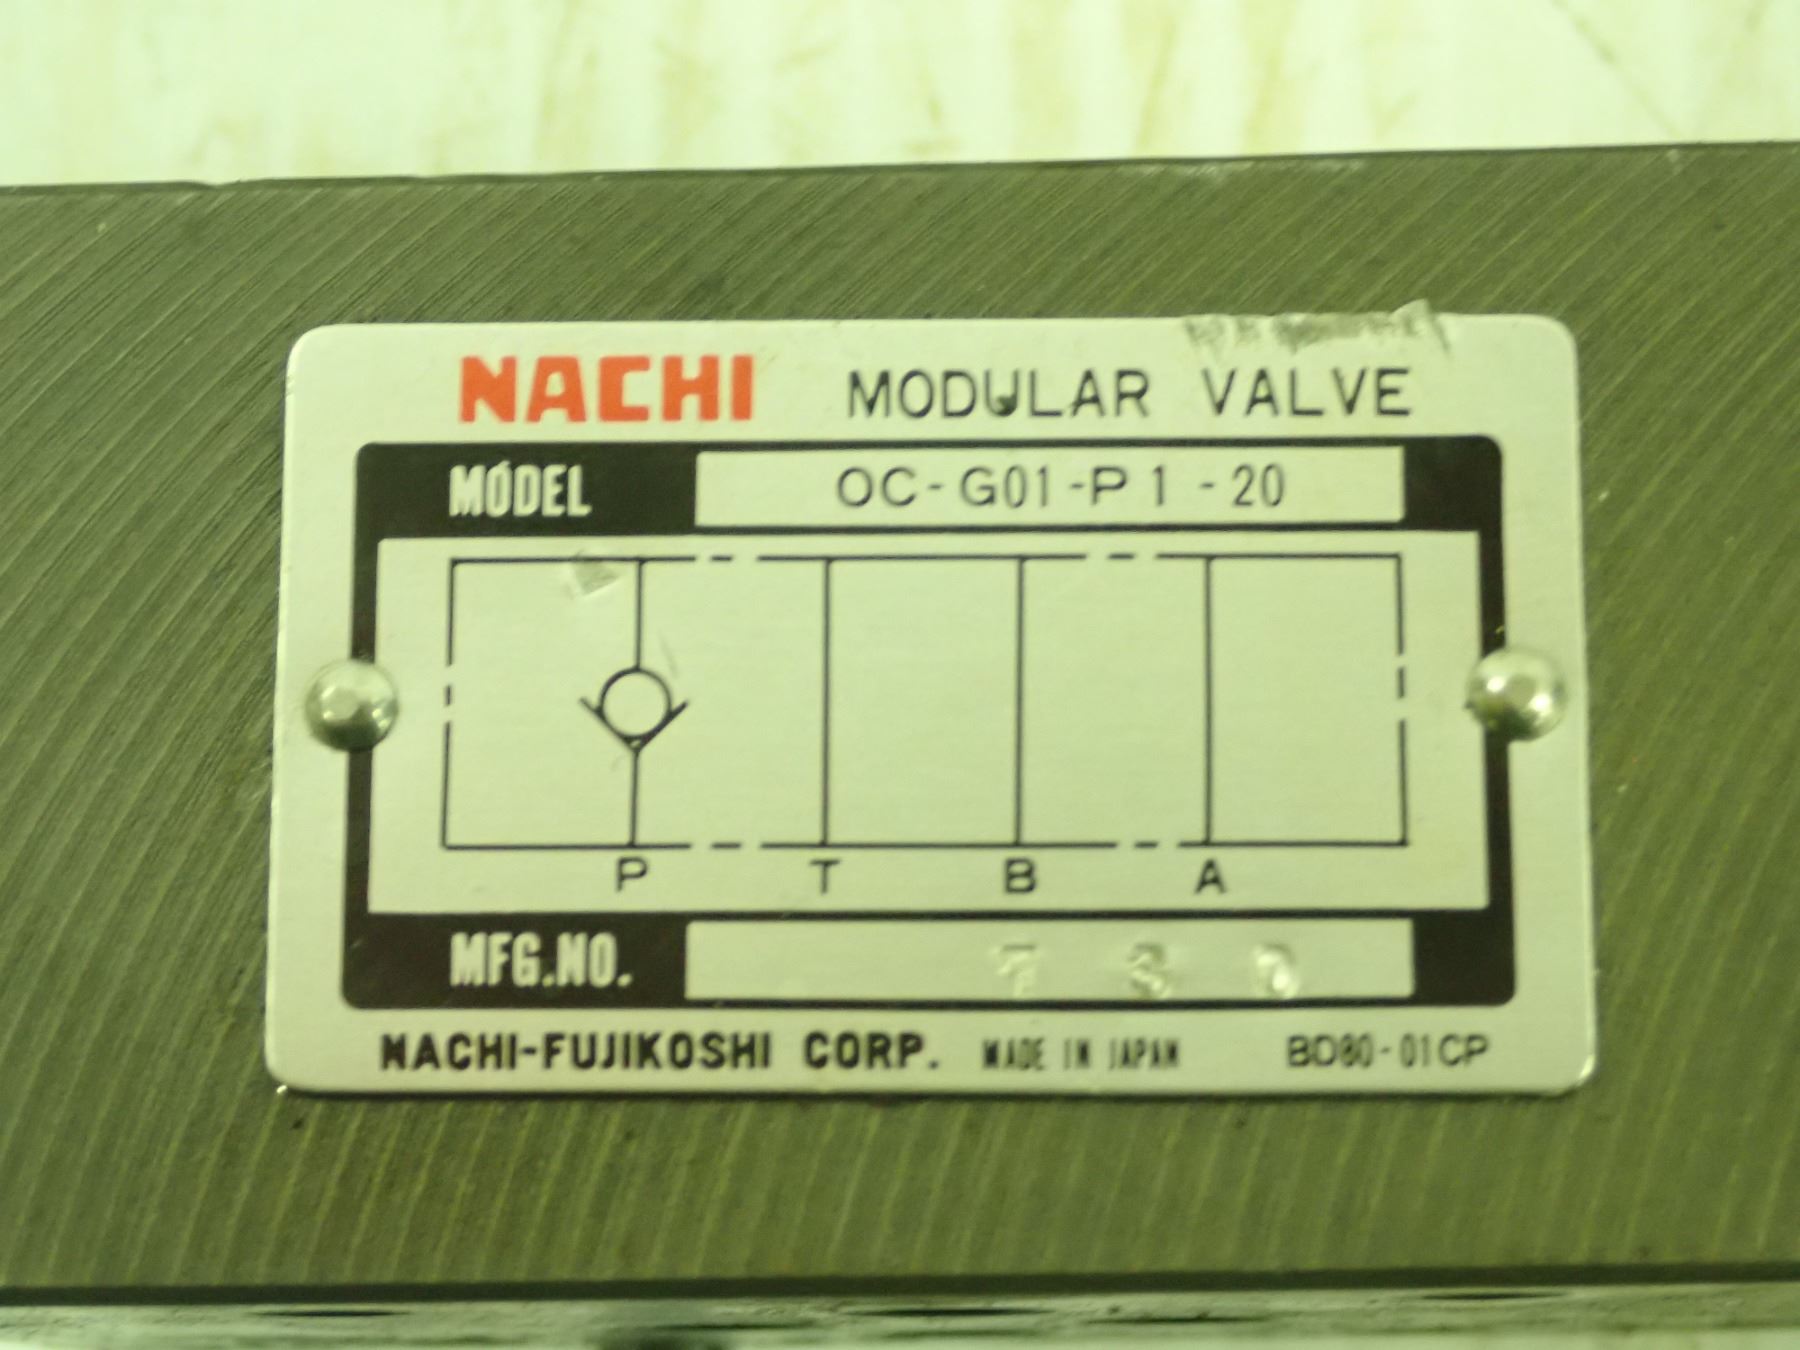 NACHI MODULAR VALVE
MODEL OC-G01-P1-20
P T B A
MFG.NO.
NACHI-FUJIKOSHI CORP. MADE IN JAPAN BD80-01CP